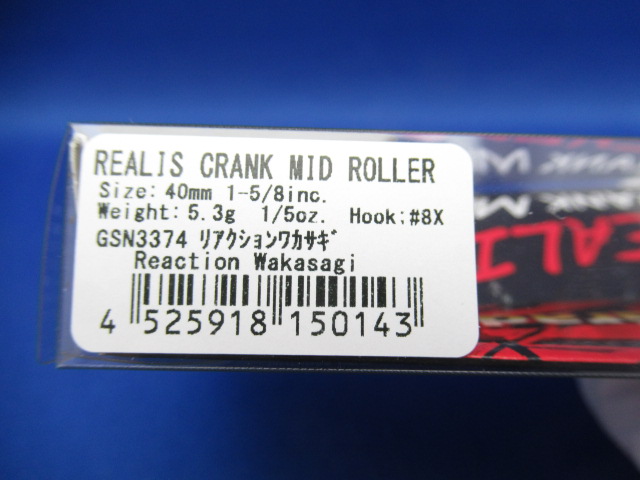 REALIS CRANK MID ROLLER
Size: 40mm 1-5/8inc.
Weight: 5.3g 1/5oz. Hook:#8X
GSN3374 ﾘｱｸｼｮﾝﾜｶｻｷﾞ
Reaction Wakasagi
4 525918 150143